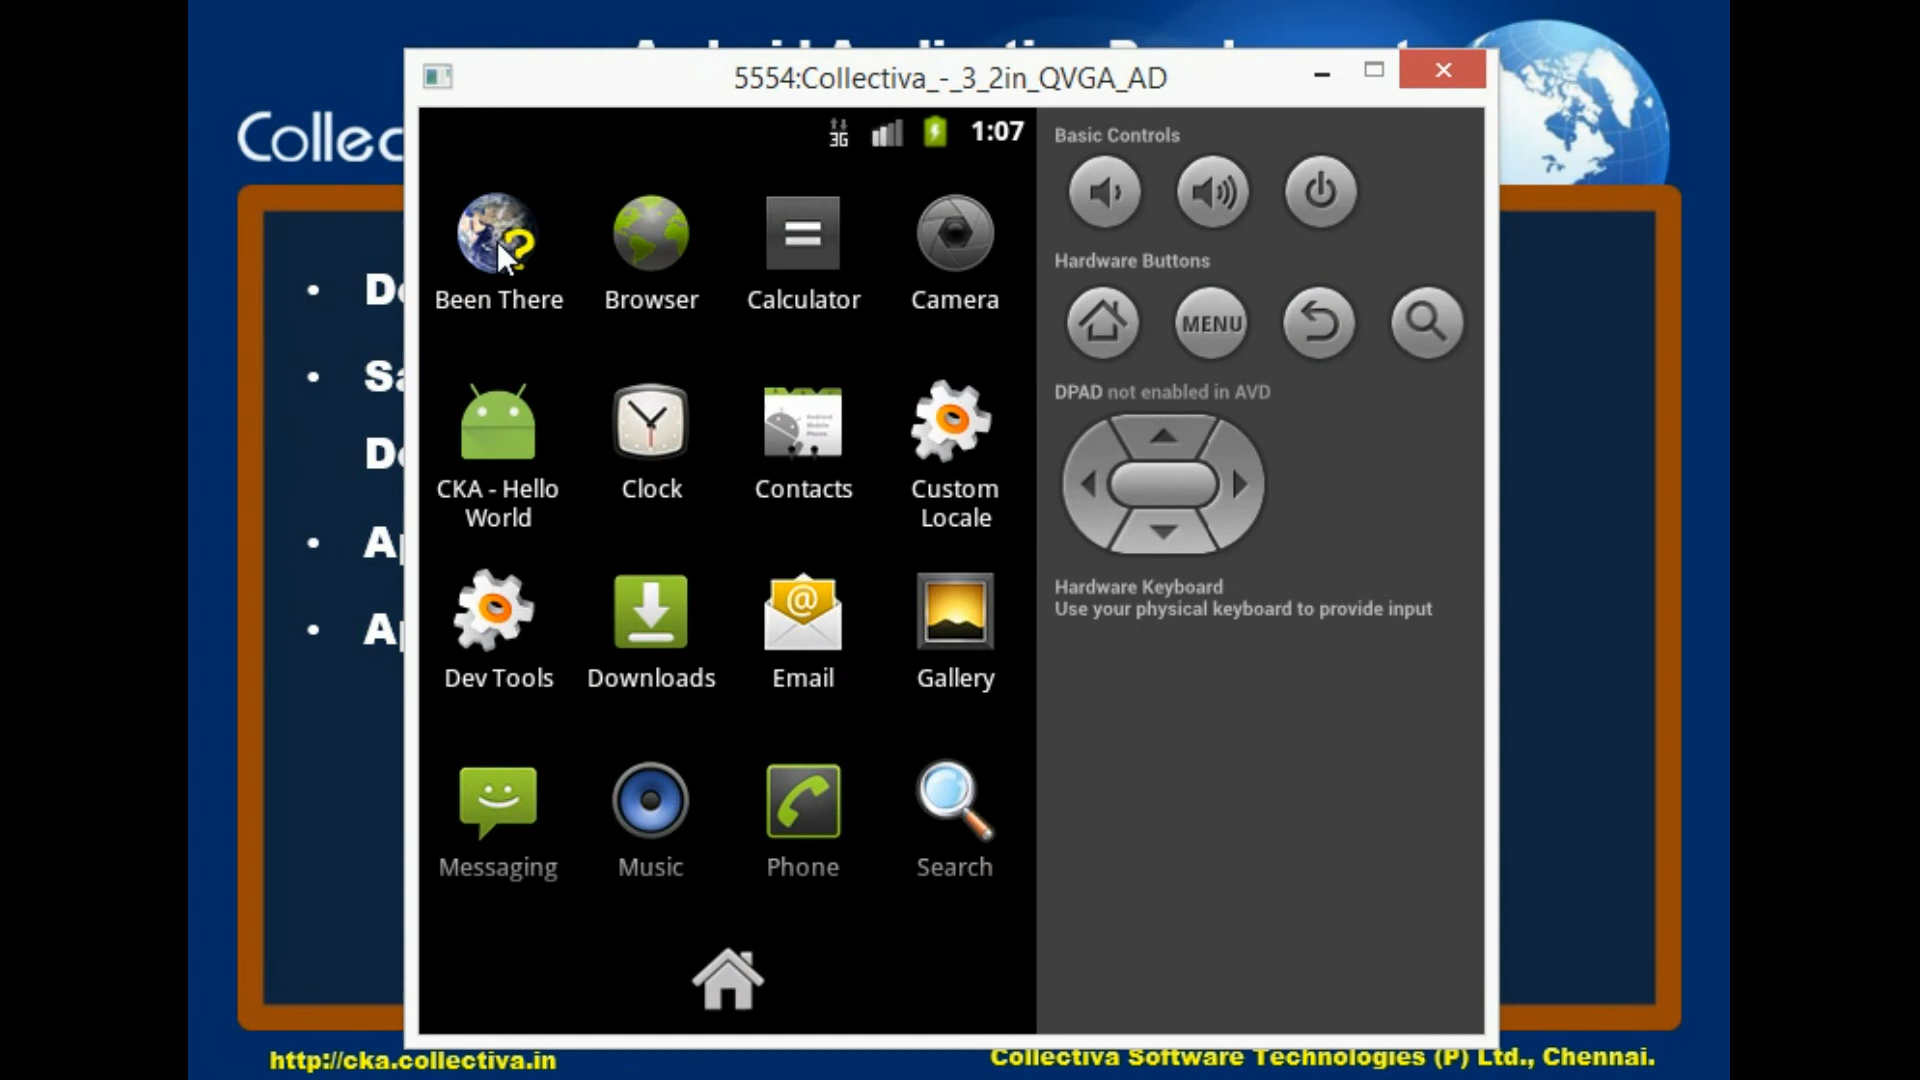 5554:Collectiva_-_3_2in_QVGA_AD
Collec
3G
1:07
Been There
Browser
Calculator
Camera
CKA - Hello
World
Clock
Contacts
Custom
Locale
Dev Tools
Downloads
Email
Gallery
Messaging
Music
Phone
Search
Basic Controls
Hardware Buttons
MENU
DPAD not enabled in AVD
Hardware Keyboard
Use your physical keyboard to provide input
http://cka.collectiva.in
Collectiva Software Technologies (P) Ltd., Chennai.